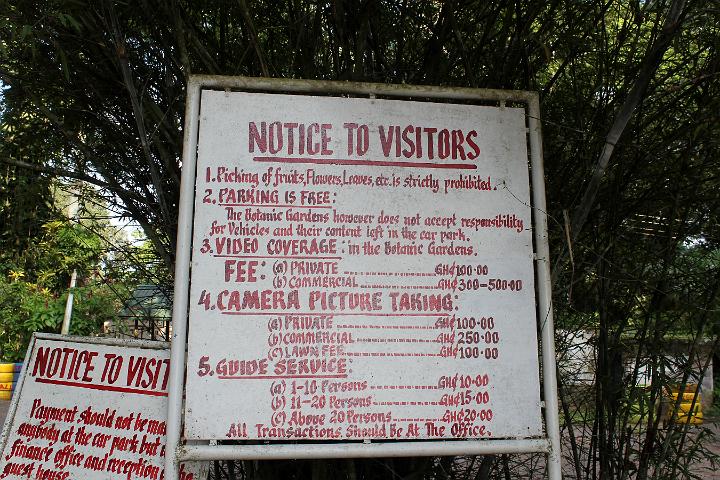 NOTICE TO VISITORS
1. Picking of fruits, Flowers, Leaves, etc. is strictly prohibited.
2. PARKING IS FREE:
The Botanic Gardens however does not accept responsibility
for Vehicles and their content left in the car park.
3. VIDEO COVERAGE: in the Botanic Gardens.
FEE: (a) PRIVATE ........................ GH¢100.00
(b) COMMERCIAL ........................ GH¢300-500.00
4. CAMERA PICTURE TAKING:
(a) PRIVATE ........................ GH¢100.00
(b) COMMERCIAL ........................ GH¢250.00
(c) LAWN FEE ........................ GH¢100.00
5. GUIDE SERVICE:
(a) 1-10 Persons ........................ GH¢10.00
(b) 11-20 Persons ........................ GH¢15.00
(c) Above 20 Persons ........................ GH¢20.00
All Transactions Should Be At The Office.
NOTICE TO VISIT
Payment should not be ma
anybody at the car park but
finance office and reception
guest house